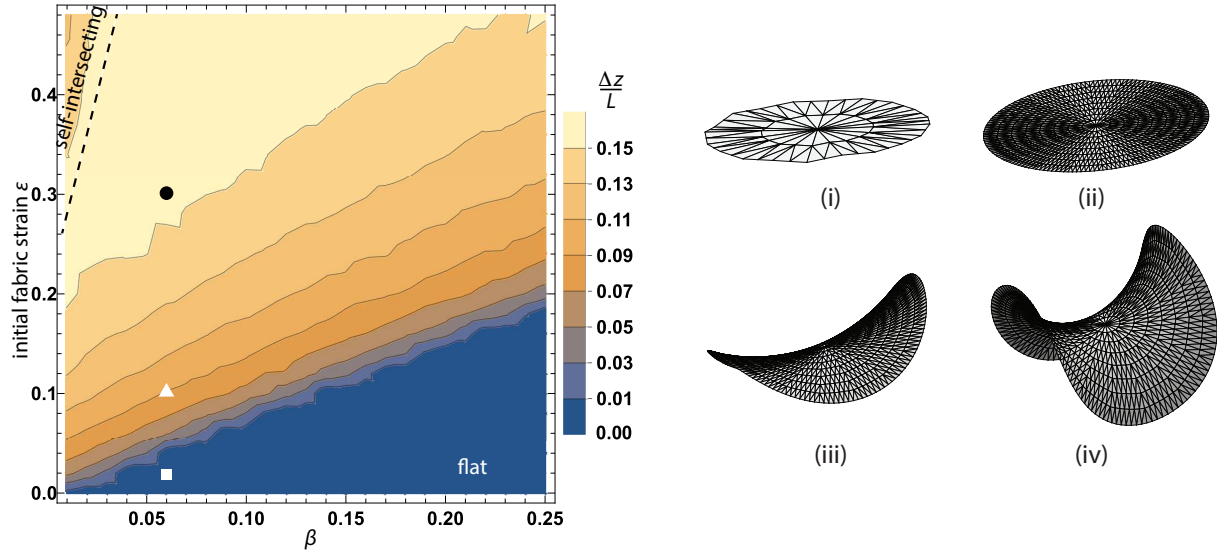 self-intersecting
initial fabric strain ε
0.4
0.3
0.2
0.1
0.0
0.05
0.10
0.15
0.20
0.25
β
flat
Δz
L
0.15
0.13
0.11
0.09
0.07
0.05
0.03
0.01
0.00
(i)
(ii)
(iii)
(iv)